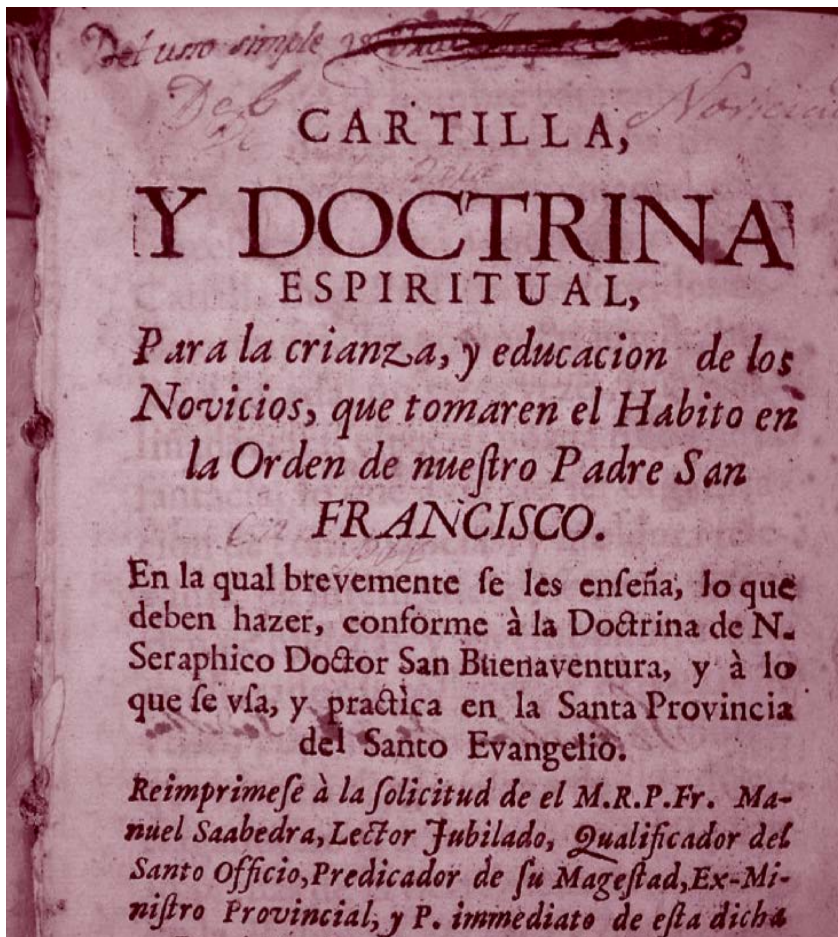 Del uso simple
Novicia
CARTILLA,
Y DOCTRINA
ESPIRITUAL,
Para la crianza, y educacion de los
Novicios, que tomaren el Habito en
la Orden de nueſtro Padre San
FRANCISCO.
En la qual brevemente ſe les enſeña, lo que
deben hazer, conforme à la Doctrina de N.
Seraphico Doctor San Buenaventura, y à lo
que ſe vſa, y practica en la Santa Provincia
del Santo Evangelio.
Reimprimeſe à la ſolicitud de el M.R.P.Fr. Ma-
nuel Saabedra, Lector Jubilado, Qualificador del
Santo Officio, Predicador de ſu Mageſtad, Ex-Mi-
niſtro Provincial, y P. immediato de eſta dicha